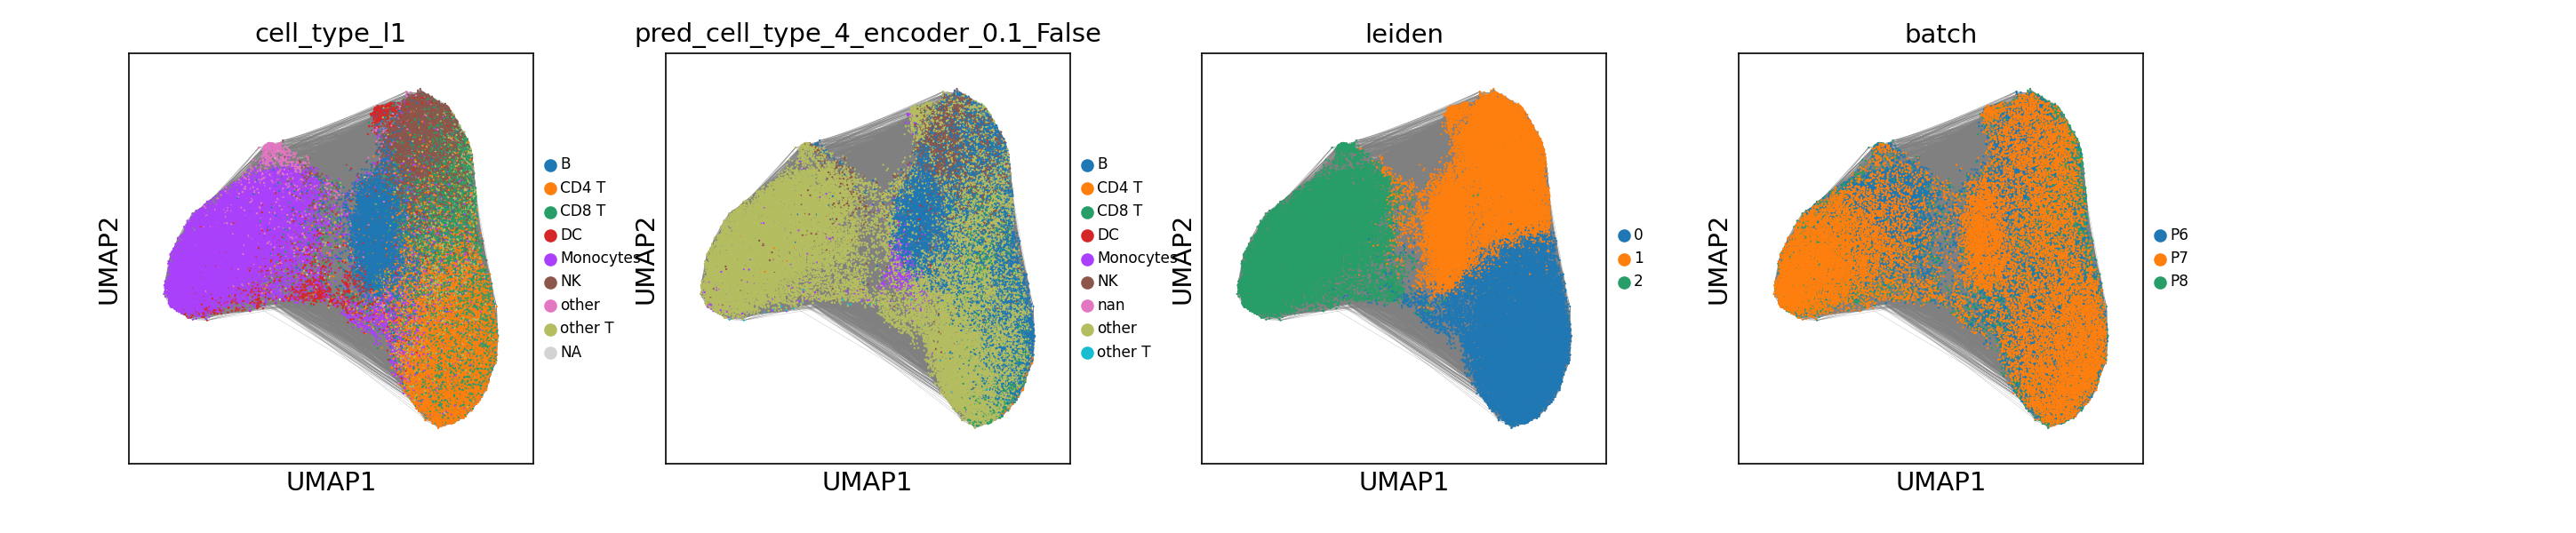 cell_type_l1
UMAP2
UMAP1
B
CD4 T
CD8 T
DC
Monocytes
NK
other
other T
NA
pred_cell_type_4_encoder_0.1_False
UMAP2
UMAP1
B
CD4 T
CD8 T
DC
Monocytes
NK
nan
other
other T
leiden
UMAP2
UMAP1
0
1
2
batch
UMAP2
UMAP1
P6
P7
P8